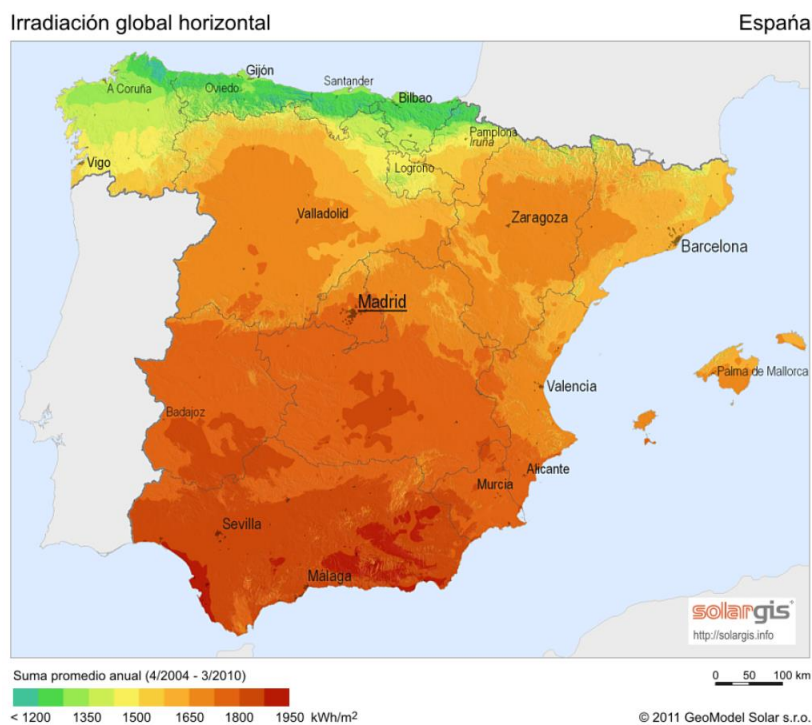 Irradiación global horizontal
España
Gijón
A Coruña
Oviedo
Santander
Bilbao
Pamplona
Iruña
Vigo
Logroño
Valladolid
Zaragoza
Barcelona
Madrid
Palma de Mallorca
Valencia
Badajoz
Alicante
Murcia
Sevilla
Málaga
solargis
http://solargis.info
Suma promedio anual (4/2004 - 3/2010)
0 50 100 km
< 1200 1350 1500 1650 1800 1950 kWh/m²
© 2011 GeoModel Solar s.r.o.